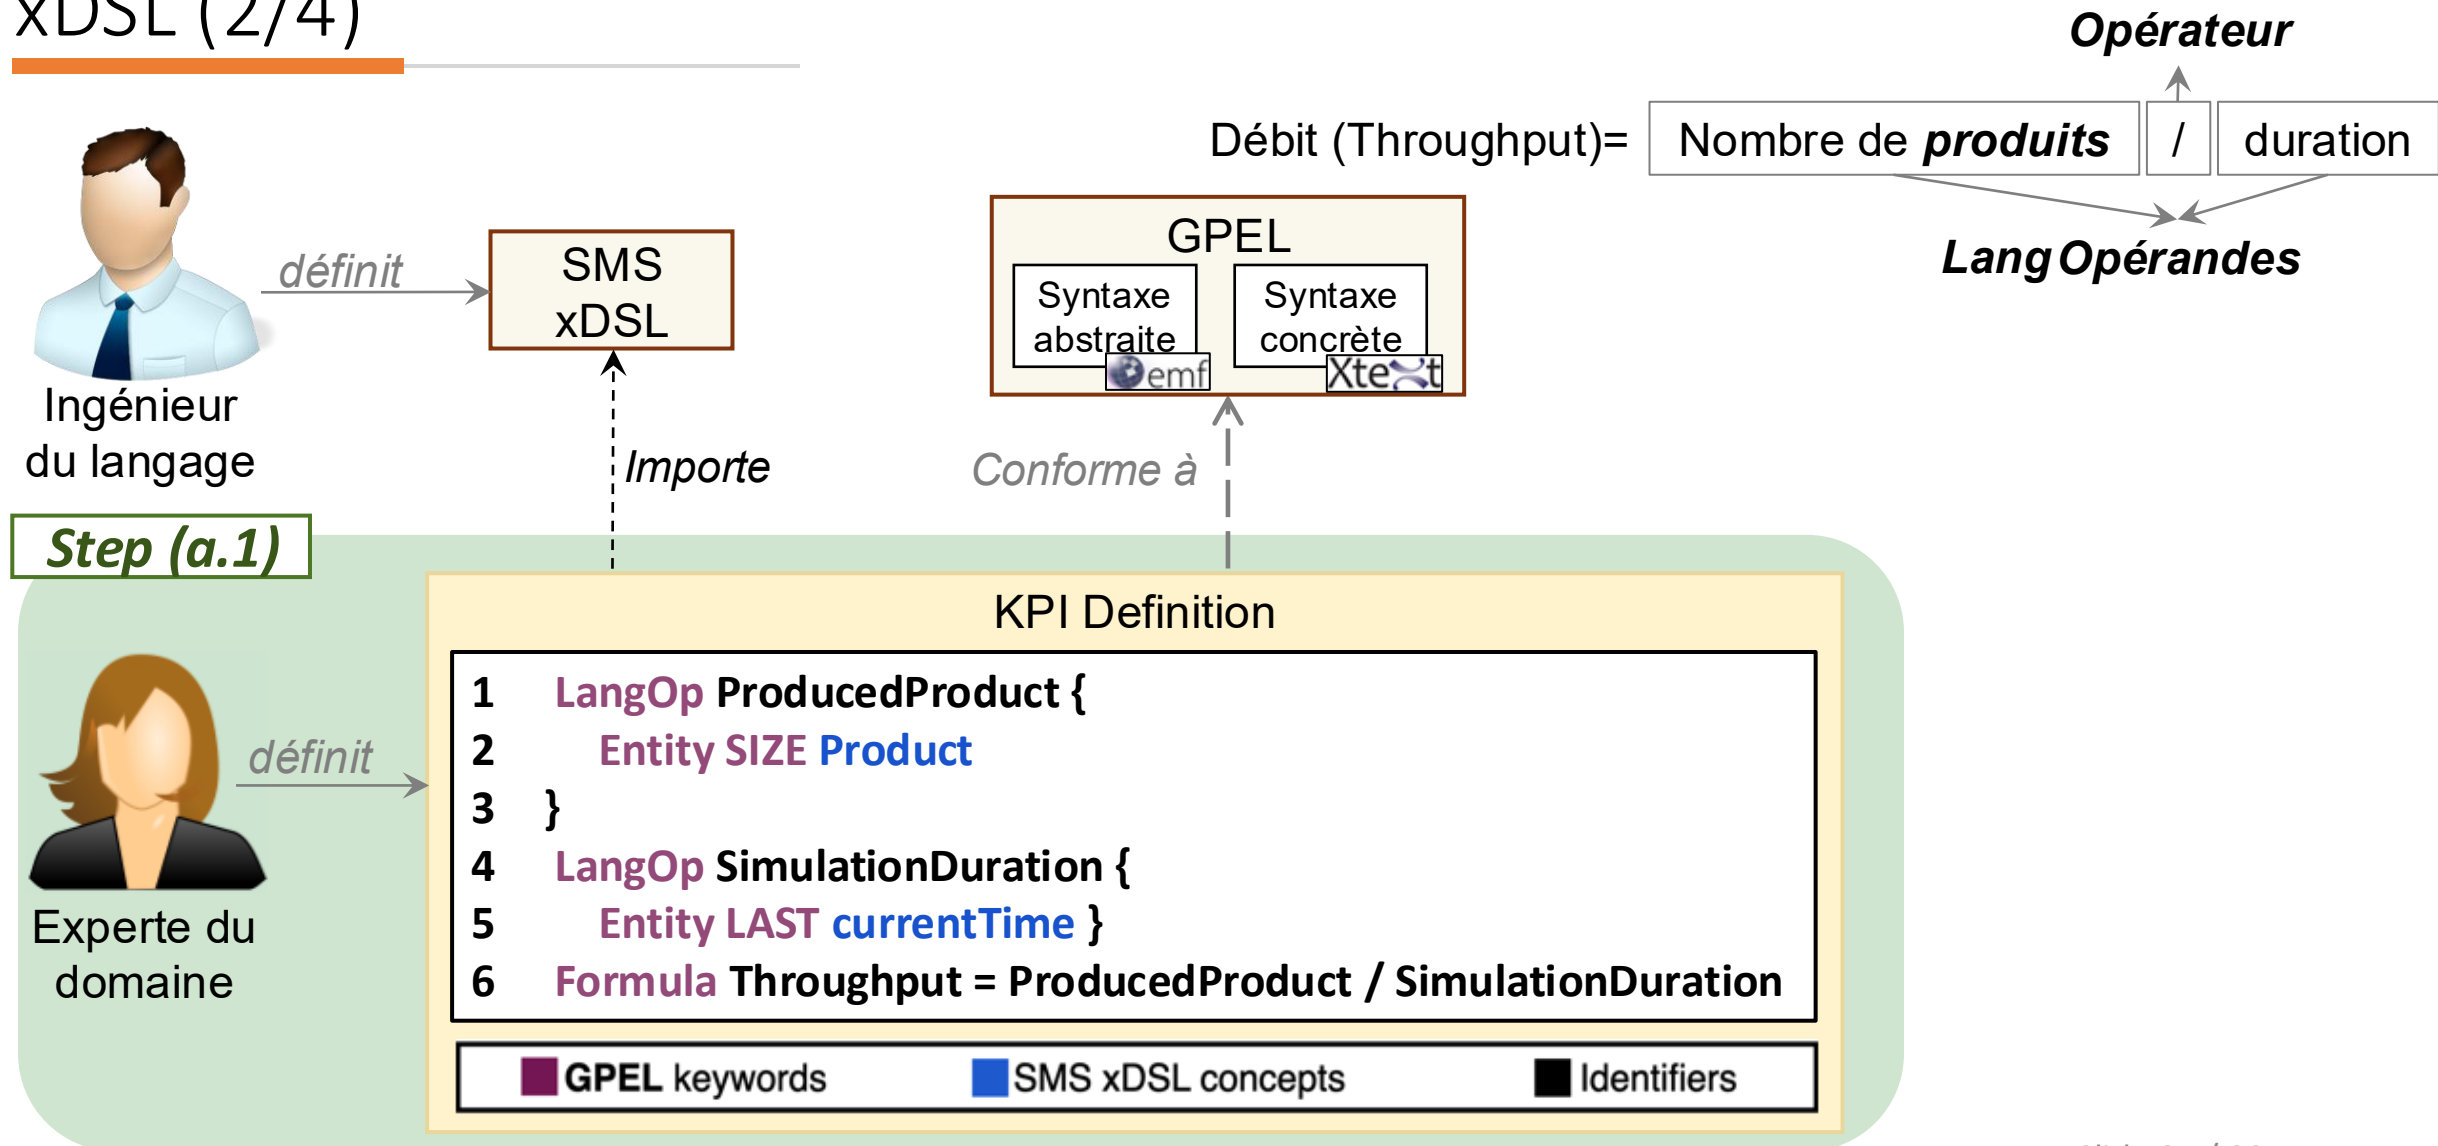 xDSL (2/4)
Opérateur
Débit (Throughput)= Nombre de produits / duration
Lang Opérandes
définit
SMS
xDSL
GPEL
Syntaxe
abstraite
emf
Syntaxe
concrète
Xtext
Ingénieur
du langage
Importe
Conforme à
Step (a.1)
KPI Definition
1 LangOp ProducedProduct {
2 Entity SIZE Product
3 }
4 LangOp SimulationDuration {
5 Entity LAST currentTime }
6 Formula Throughput = ProducedProduct / SimulationDuration
définit
Experte du
domaine
GPEL keywords
SMS xDSL concepts
Identifiers